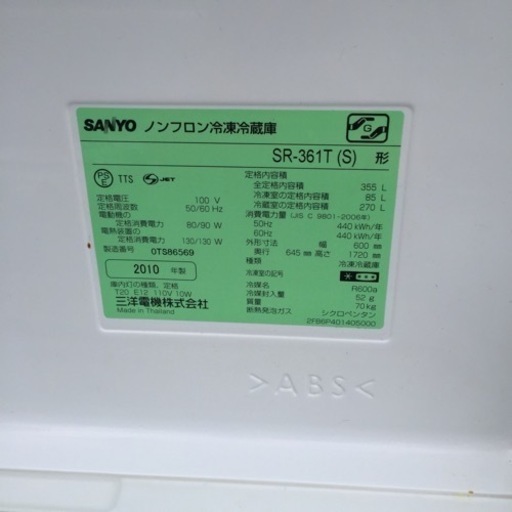 SANYO ノンフロン冷凍冷蔵庫
G
SR-361T (S) 形
PS E TTS S JET
定格電圧 100 V
定格周波数 50/60 Hz
電動機の
定格消費電力 80/90 W
電熱装置の
定格消費電力 130/130 W
製造番号 0TS86569
2010 年製
庫内灯の種類、定格
T20 E12 110V 10W
三洋電機株式会社
Made in Thailand
定格内容積
全定格内容積 355 L
冷凍室の定格内容積 85 L
冷蔵室の定格内容積 270 L
消費電力量 (JIS C 9801-2006年)
50Hz 440 kWh/年
60Hz 440 kWh/年
外形寸法 幅 600 mm
奥行 645 mm 高さ 1720 mm
種類 冷凍冷蔵庫
冷凍室の記号
冷媒名 R600a
冷媒封入量 52 g
質量 70 kg
断熱発泡ガス シクロペンタン
2FB6P401405000
>ABS<